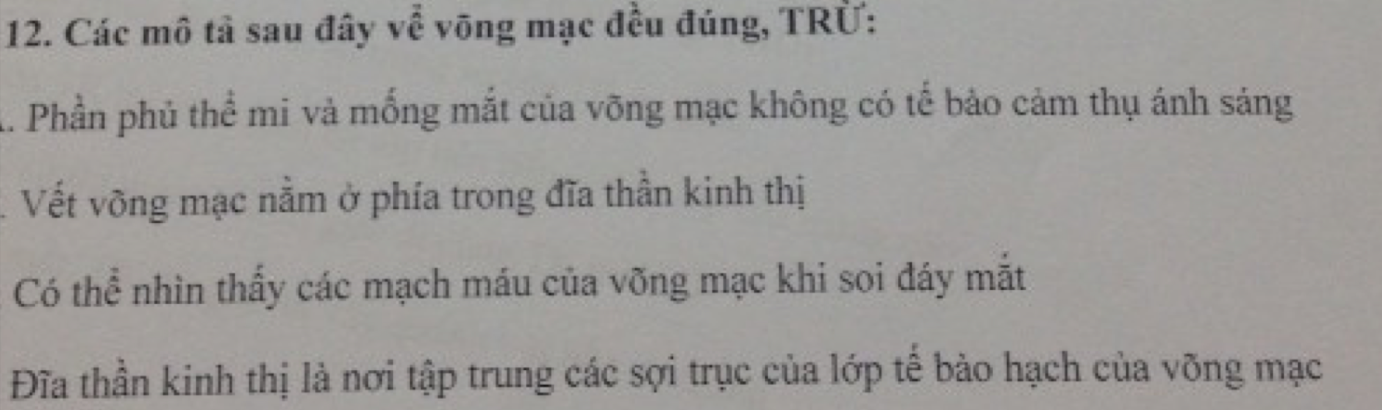 12. Các mô tả sau đây về võng mạc đều đúng, TRỪ:
. Phần phủ thể mi và mống mắt của võng mạc không có tế bào cảm thụ ánh sáng
. Vết võng mạc nằm ở phía trong đĩa thần kinh thị
Có thể nhìn thấy các mạch máu của võng mạc khi soi đáy mắt
Đĩa thần kinh thị là nơi tập trung các sợi trục của lớp tế bào hạch của võng mạc